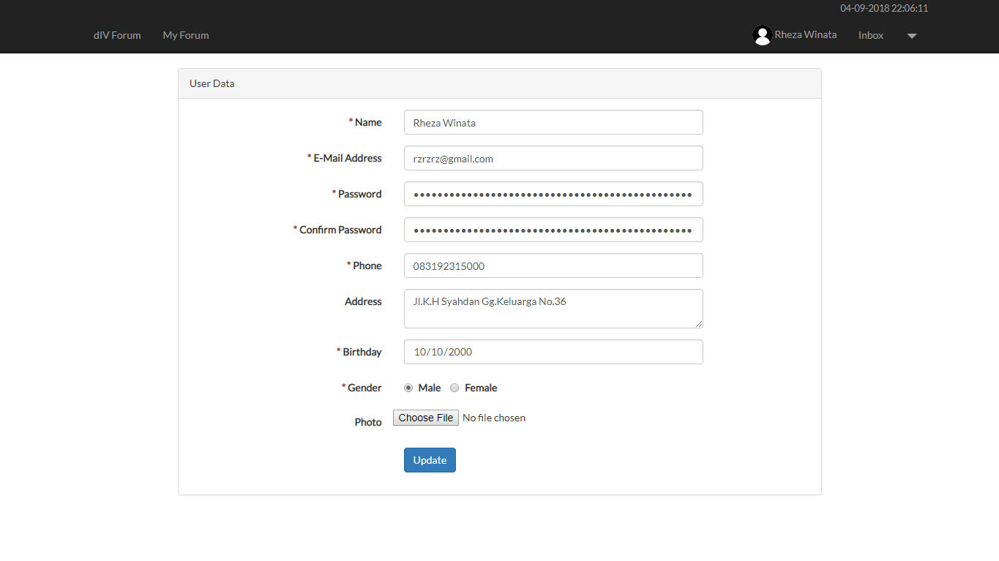 04-09-2018 22:06:11
dIV Forum My Forum Rheza Winata Inbox
User Data
* Name Rheza Winata
* E-Mail Address rzrzrz@gmail.com
* Password •••••••••••••••••••••••••••••••••••••••••••••••
* Confirm Password •••••••••••••••••••••••••••••••••••••••••••••••
* Phone 083192315000
Address Jl.K.H Syahdan Gg.Keluarga No.36
* Birthday 10/10/2000
* Gender Male Female
Photo Choose File No file chosen
Update